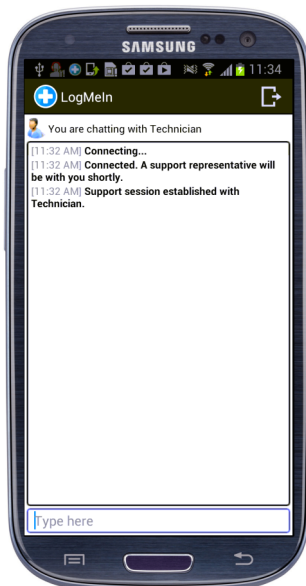 SAMSUNG
11:34
LogMeIn
You are chatting with Technician
[11:32 AM] Connecting...
[11:32 AM] Connected. A support representative will
be with you shortly.
[11:32 AM] Support session established with
Technician.
Type here